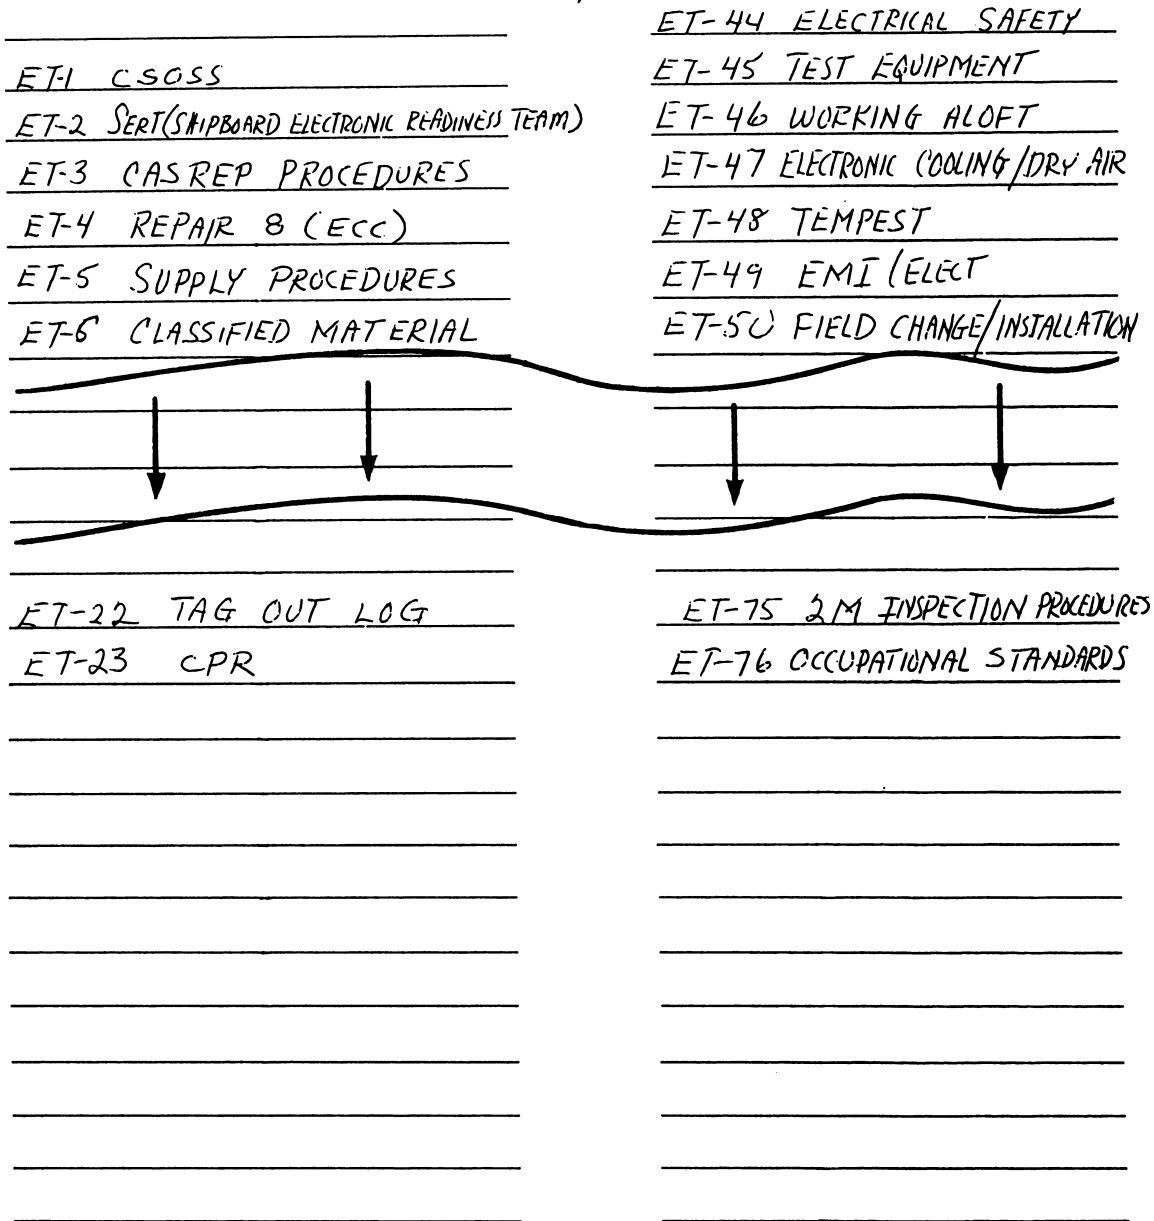 ET-1 CSOSS
ET-2 SERT (SHIPBOARD ELECTRONIC READINESS TEAM)
ET-3 CASREP PROCEDURES
ET-4 REPAIR 8 (ECC)
ET-5 SUPPLY PROCEDURES
ET-6 CLASSIFIED MATERIAL
ET-22 TAG OUT LOG
ET-23 CPR
ET-44 ELECTRICAL SAFETY
ET-45 TEST EQUIPMENT
ET-46 WORKING ALOFT
ET-47 ELECTRONIC COOLING/DRY AIR
ET-48 TEMPEST
ET-49 EMI (ELECT
ET-50 FIELD CHANGE/INSTALLATION
ET-75 2M INSPECTION PROCEDURES
ET-76 OCCUPATIONAL STANDARDS